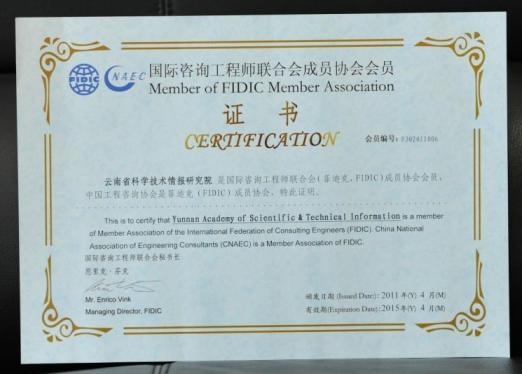 FIDIC
CNAEC
国际咨询工程师联合会成员协会会员
Member of FIDIC Member Association
证书
CERTIFICATION
会员编号:
云南省科学技术情报研究院 是国际咨询工程师联合会(菲迪克,FIDIC)成员协会会员,
中国工程咨询协会是菲迪克(FIDIC)成员协会。特此证明。
This is to certify that Yunnan Academy of Scientific & Technical Information is a member
of Member Association of the International Federation of Consulting Engineers (FIDIC). China National
Association of Engineering Consultants (CNAEC) is a Member Association of FIDIC.
国际咨询工程师联合会秘书长
恩里克·芬克
Mr. Enrico Vink
Managing Director, FIDIC
颁发日期 (Issued Date): 2011 年(Y) 4 月(M)
有效期(Expiration Date): 2015 年(Y) 4 月(M)